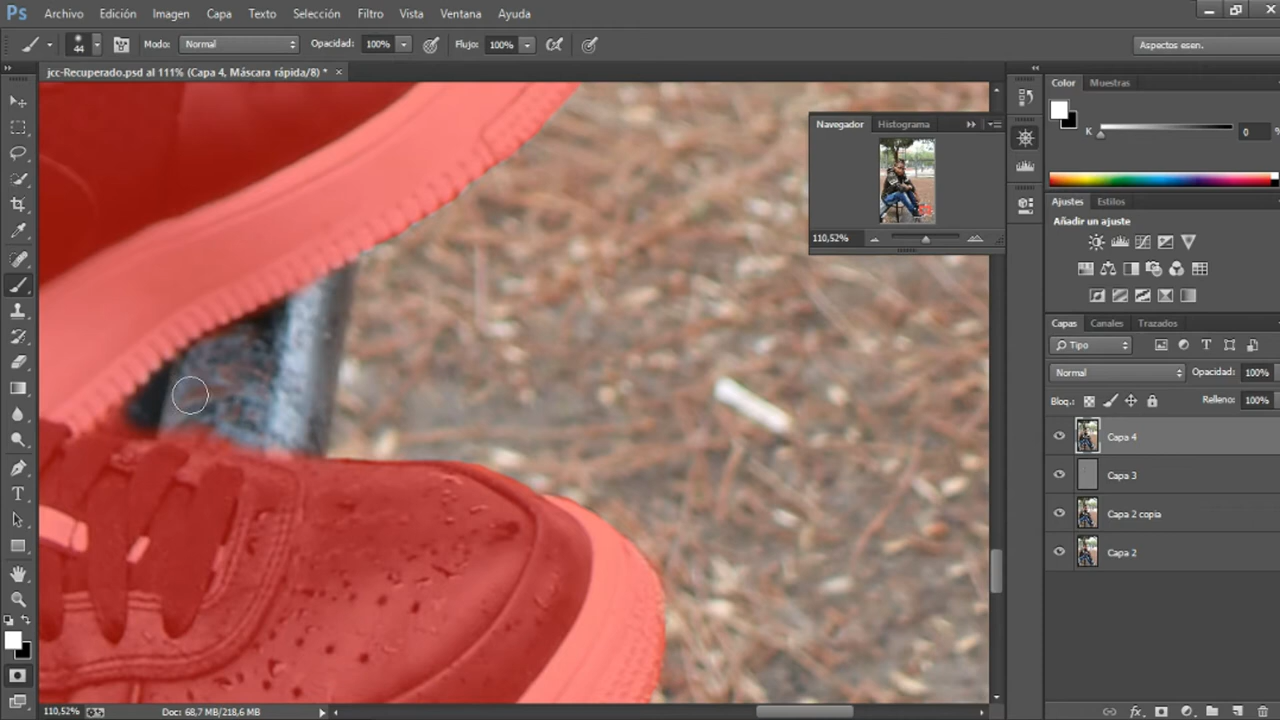 Ps Archivo Edición Imagen Capa Texto Selección Filtro Vista Ventana Ayuda
44 Modo: Normal Opacidad: 100% Flujo: 100% Aspectos esen.
jcc-Recuperado.psd al 111% (Capa 4, Máscara rápida/8) * ×
Navegador Histograma
110,52%
Color Muestras
K 0 %
Ajustes Estilos
Añadir un ajuste
Capas Canales Trazados
Tipo
Normal Opacidad: 100%
Bloq.: Relleno: 100%
Capa 4
Capa 3
Capa 2 copia
Capa 2
110,52% Doc: 68,7 MB/218,6 MB